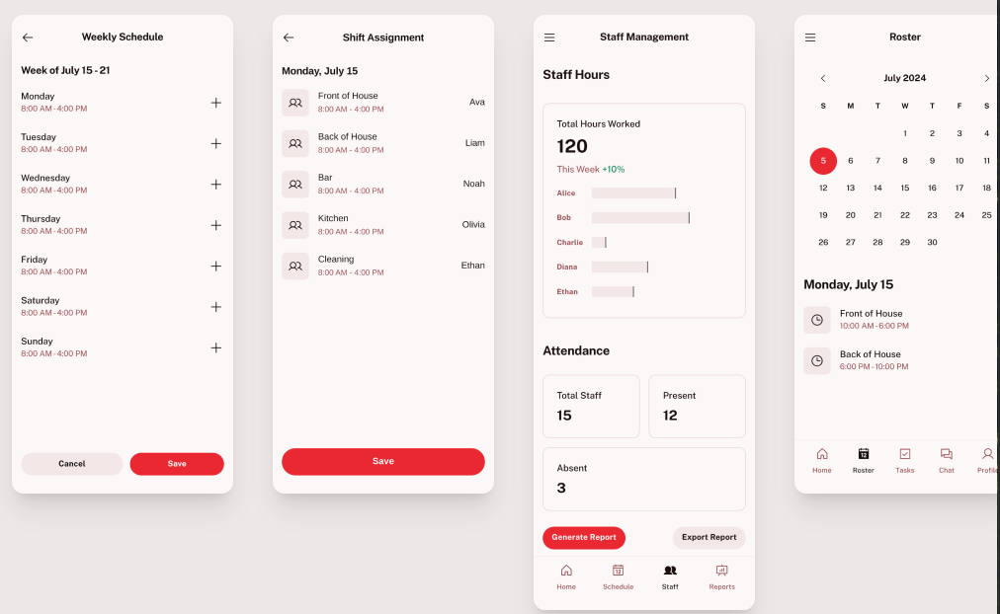 Weekly Schedule
Week of July 15 - 21
Monday
8:00 AM - 4:00 PM
Tuesday
8:00 AM - 4:00 PM
Wednesday
8:00 AM - 4:00 PM
Thursday
8:00 AM - 4:00 PM
Friday
8:00 AM - 4:00 PM
Saturday
8:00 AM - 4:00 PM
Sunday
8:00 AM - 4:00 PM
Cancel Save
Shift Assignment
Monday, July 15
Front of House
8:00 AM - 4:00 PM
Ava
Back of House
8:00 AM - 4:00 PM
Liam
Bar
8:00 AM - 4:00 PM
Noah
Kitchen
8:00 AM - 4:00 PM
Olivia
Cleaning
8:00 AM - 4:00 PM
Ethan
Save
Staff Management
Staff Hours
Total Hours Worked
120
This Week +10%
Alice
Bob
Charlie
Diana
Ethan
Attendance
Total Staff
15
Present
12
Absent
3
Generate Report Export Report
12
Home Schedule Staff Reports
Roster
July 2024
S M T W T F S
1 2 3 4
5 6 7 8 9 10 11
12 13 14 15 16 17 18
19 20 21 22 23 24 25
26 27 28 29 30
Monday, July 15
Front of House
10:00 AM - 6:00 PM
Back of House
6:00 PM - 10:00 PM
12
Home Roster Tasks Chat Profile